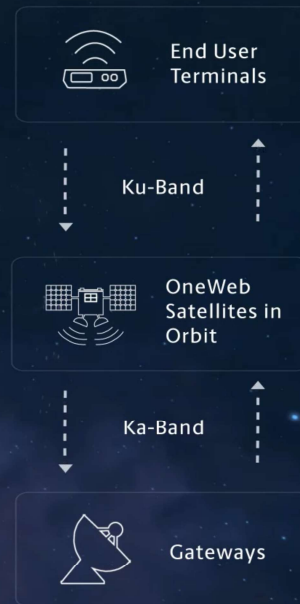 End User
Terminals
Ku-Band
OneWeb
Satellites in
Orbit
Ka-Band
Gateways